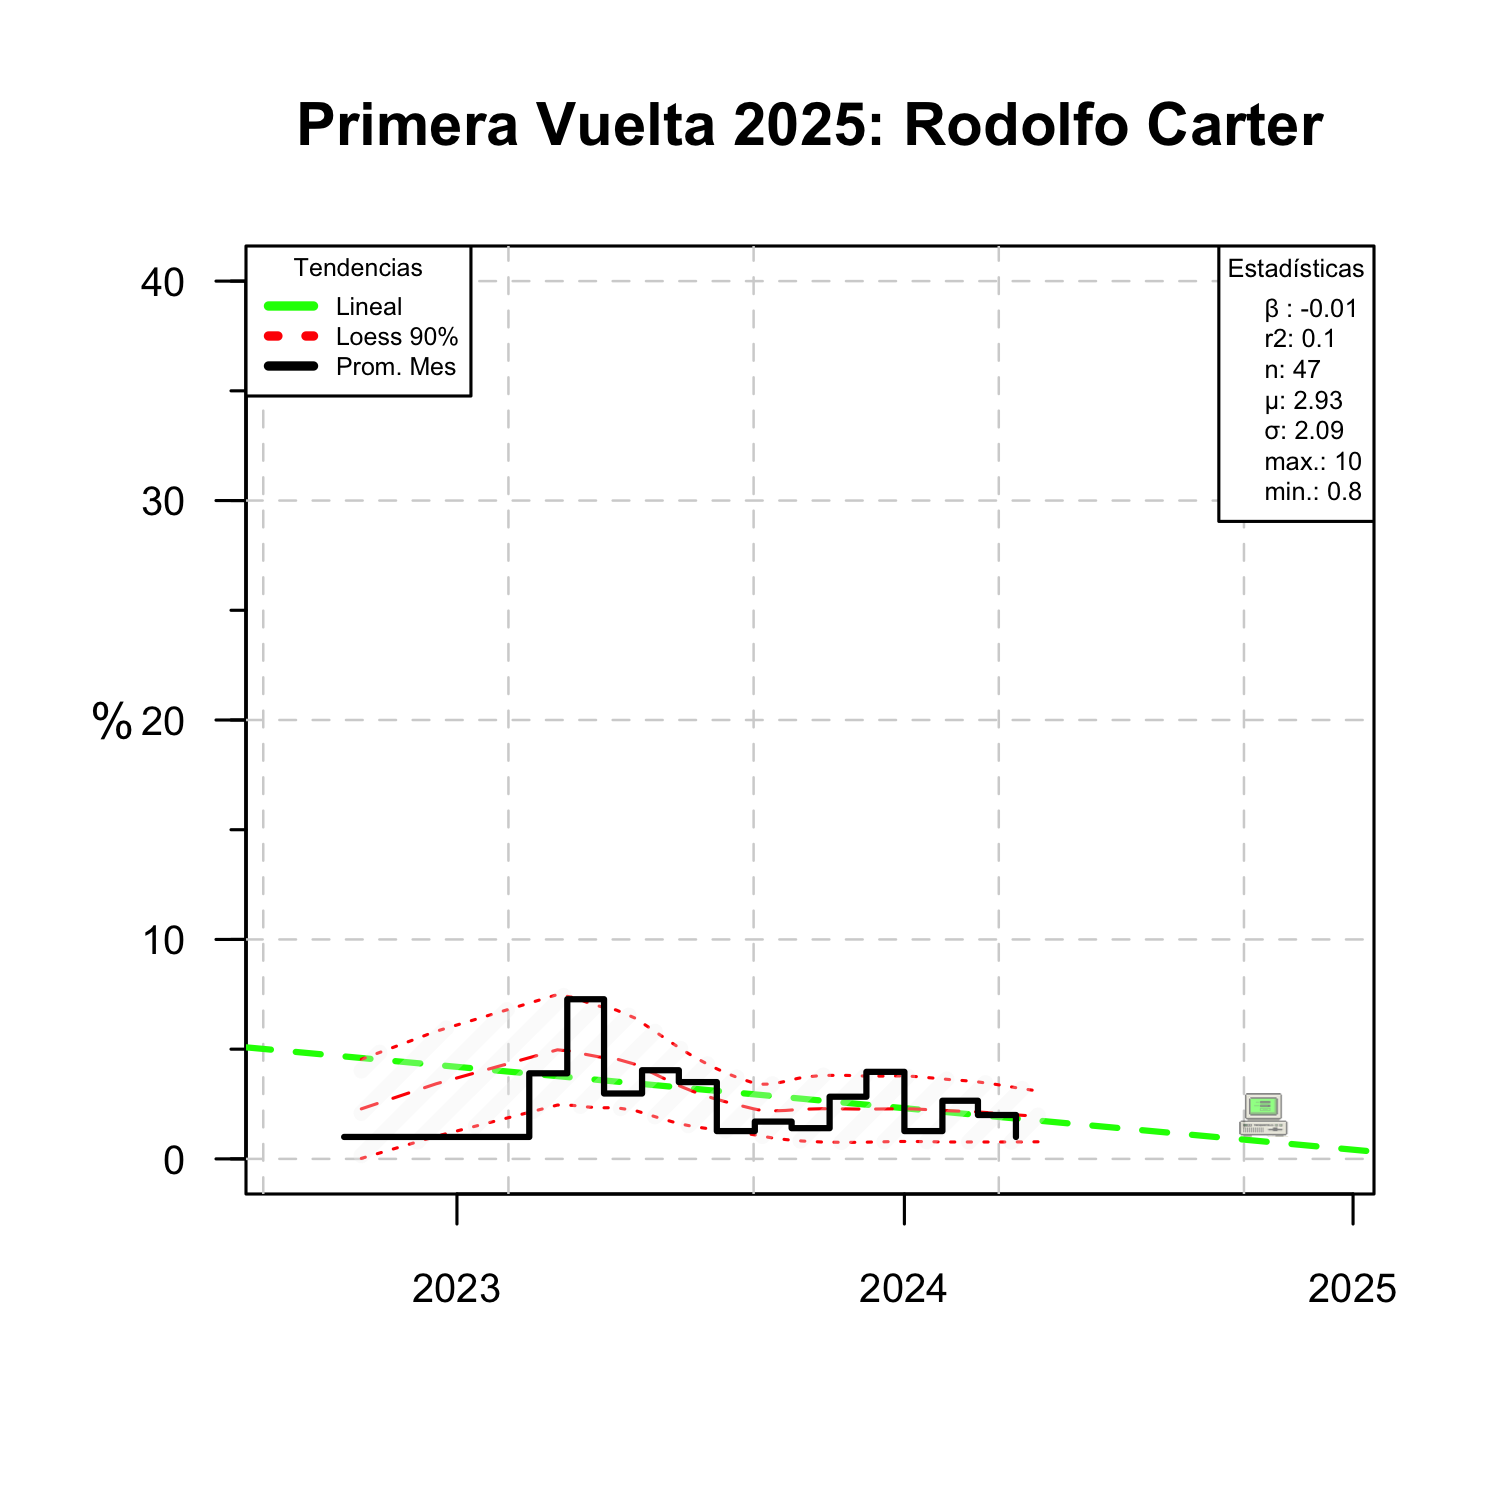 Primera Vuelta 2025: Rodolfo Carter
Tendencias
Lineal
Loess 90%
Prom. Mes
Estadísticas
β : -0.01
r2: 0.1
n: 47
μ: 2.93
σ: 2.09
max.: 10
min.: 0.8
40
30
% 20
10
0
2023 2024 2025